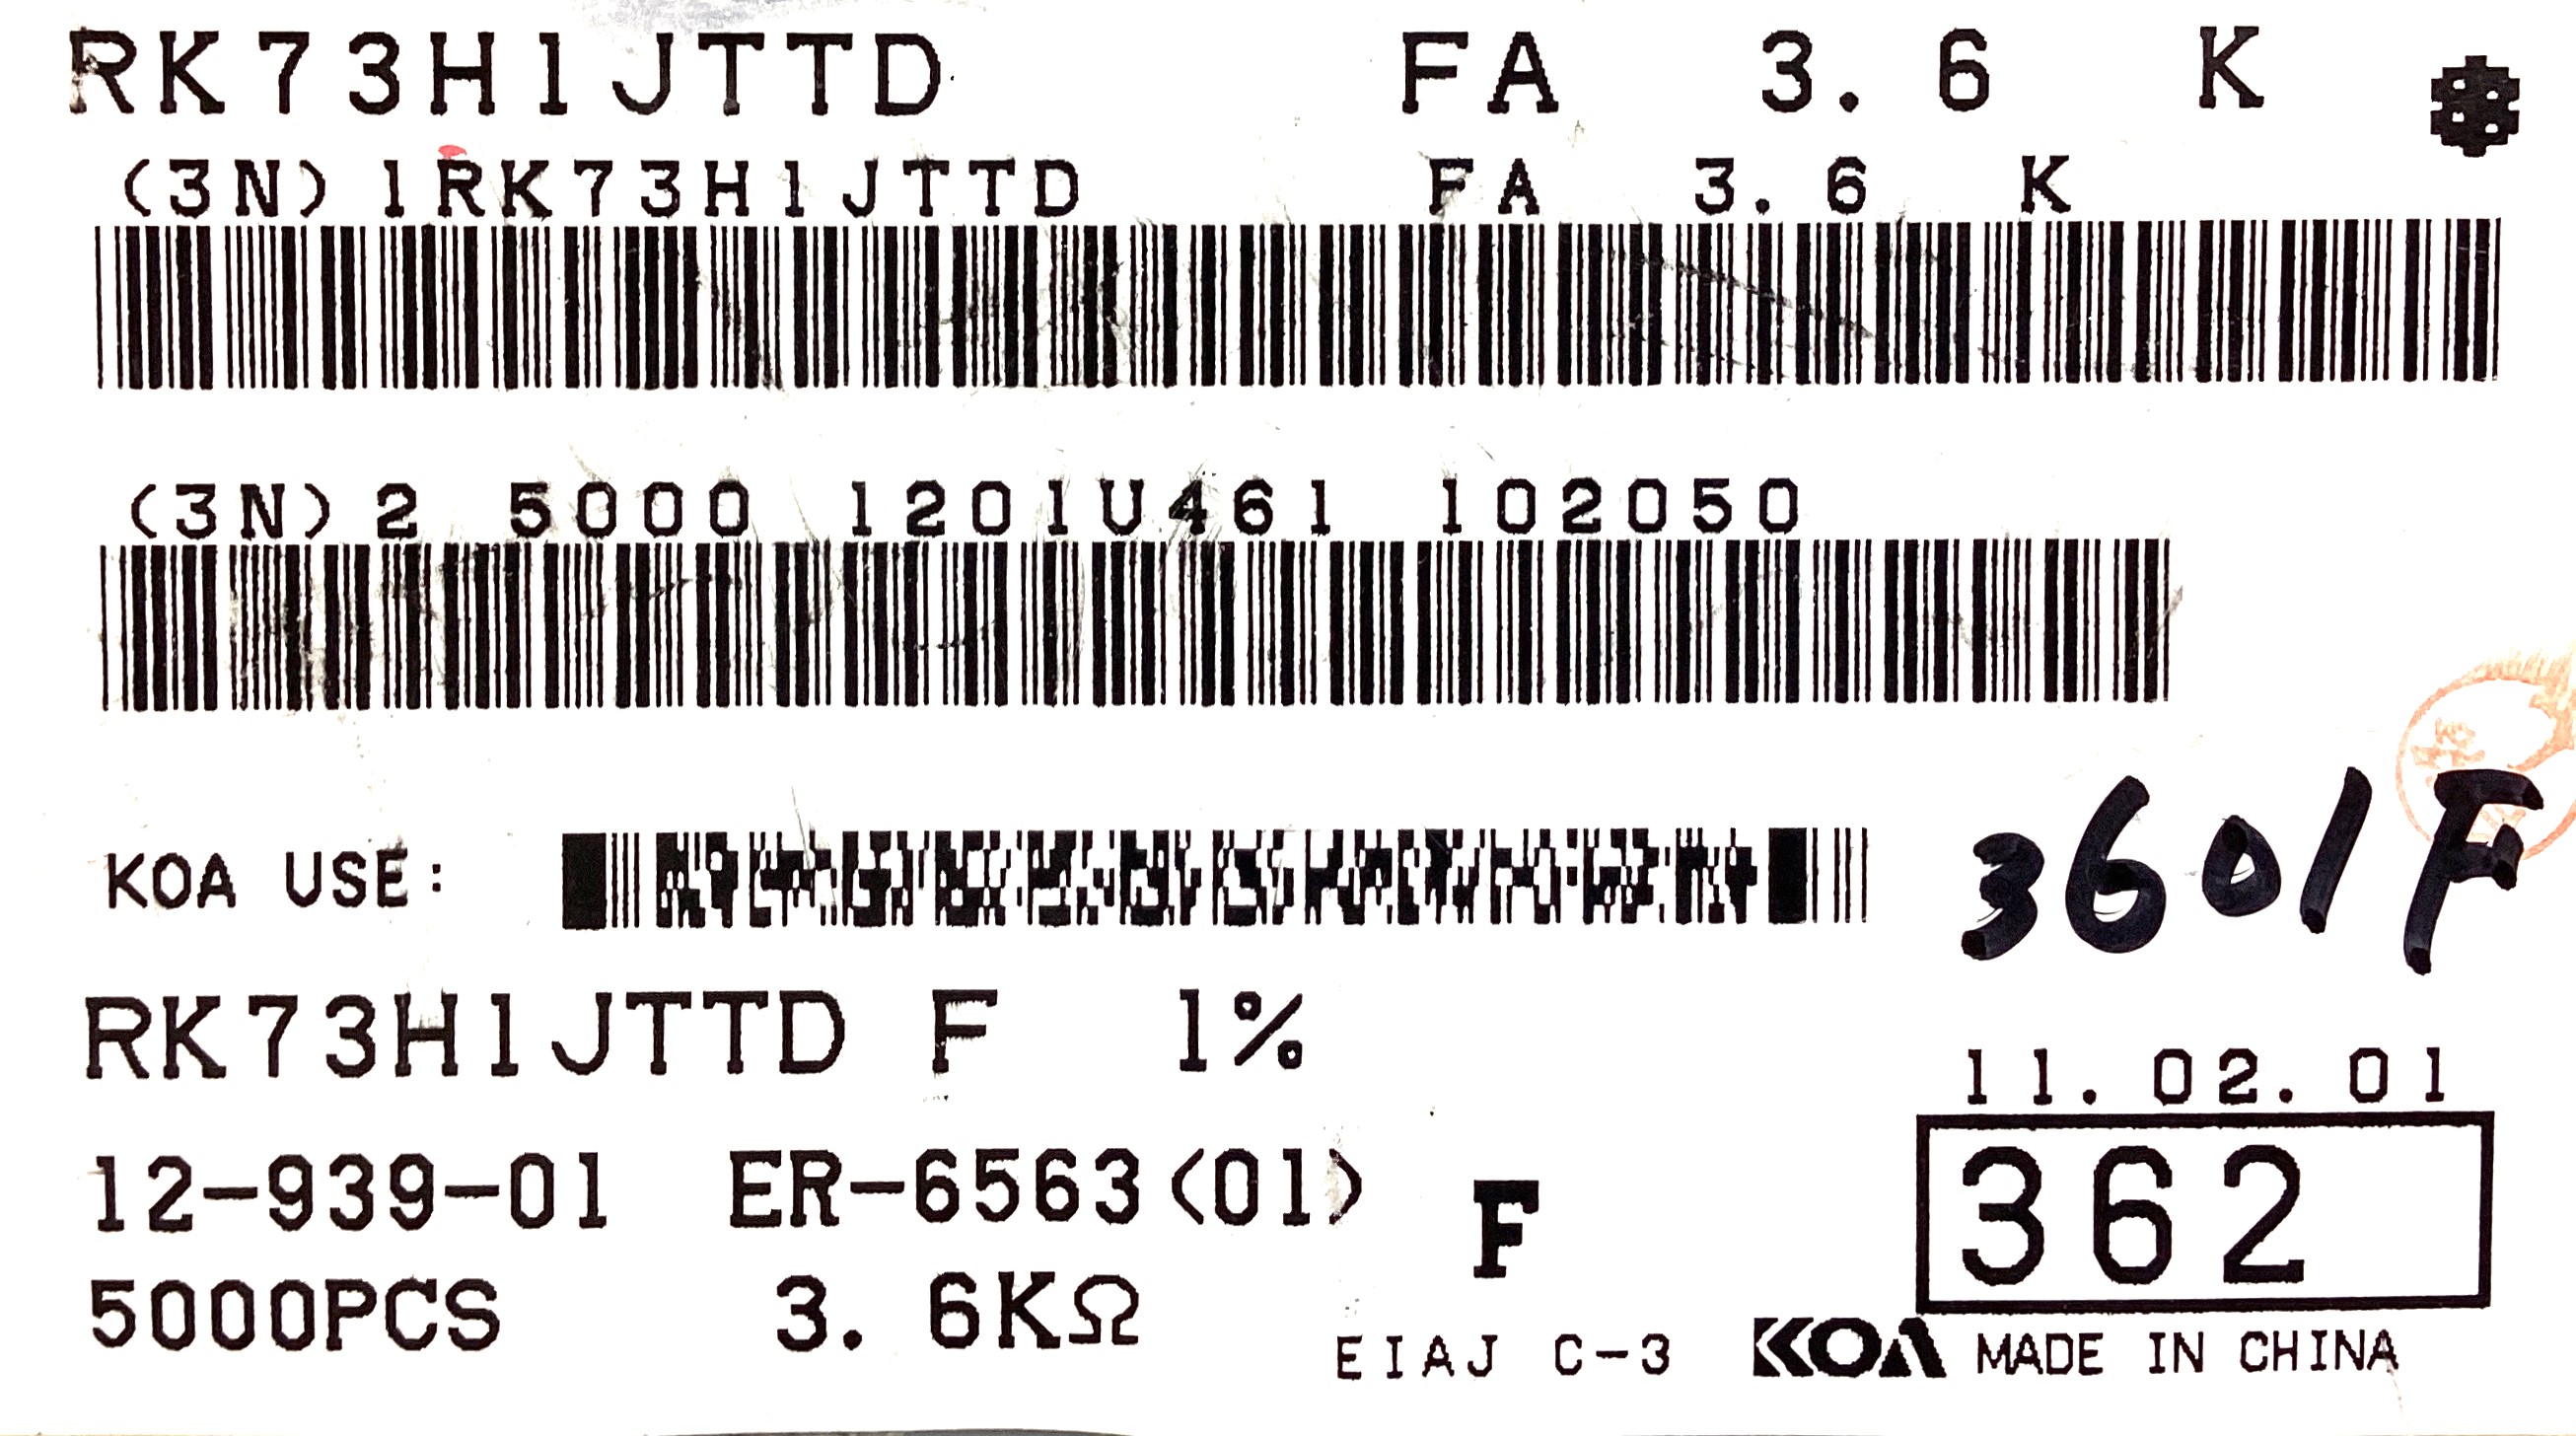 RK73H1JTTD FA 3.6 K
(3N)1RK73H1JTTD FA 3.6 K
(3N)2 5000 1201U461 102050
KOA USE:
3601F
RK73H1JTTD F 1%
11.02.01
12-939-01 ER-6563(01) F
362
5000PCS 3.6KΩ
EIAJ C-3 KOA MADE IN CHINA